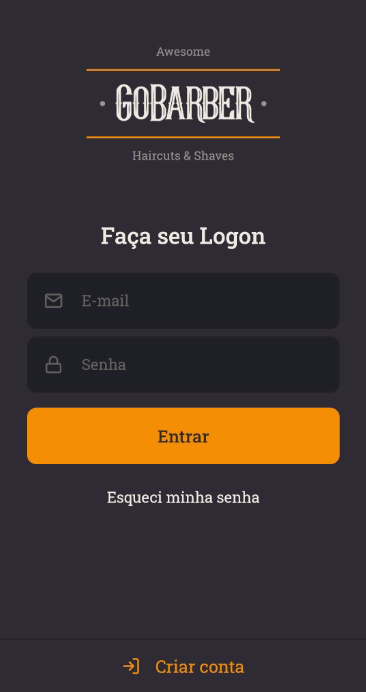 Awesome
GOBARBER
Haircuts & Shaves
Faça seu Logon
E-mail
Senha
Entrar
Esqueci minha senha
Criar conta